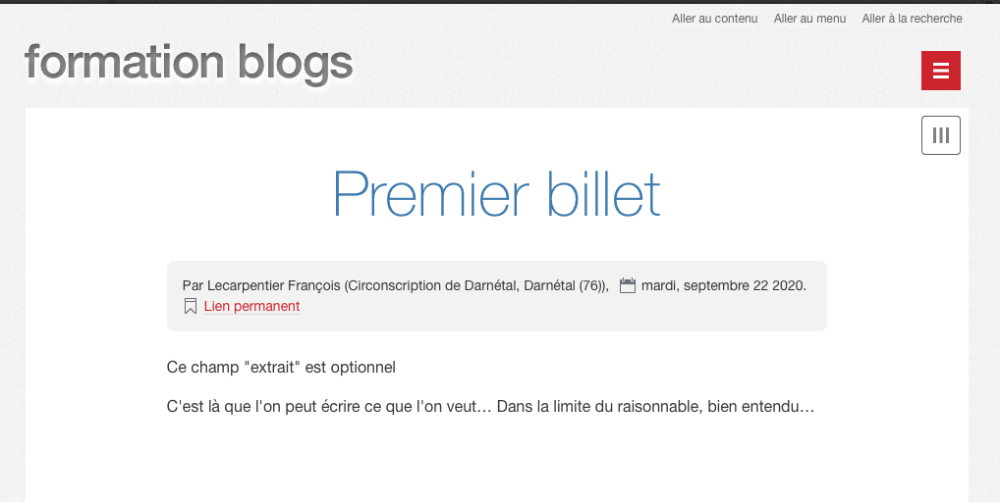 Aller au contenu Aller au menu Aller à la recherche
formation blogs
Premier billet
Par Lecarpentier François (Circonscription de Darnétal, Darnétal (76)), mardi, septembre 22 2020.
Lien permanent
Ce champ "extrait" est optionnel
C'est là que l'on peut écrire ce que l'on veut… Dans la limite du raisonnable, bien entendu…